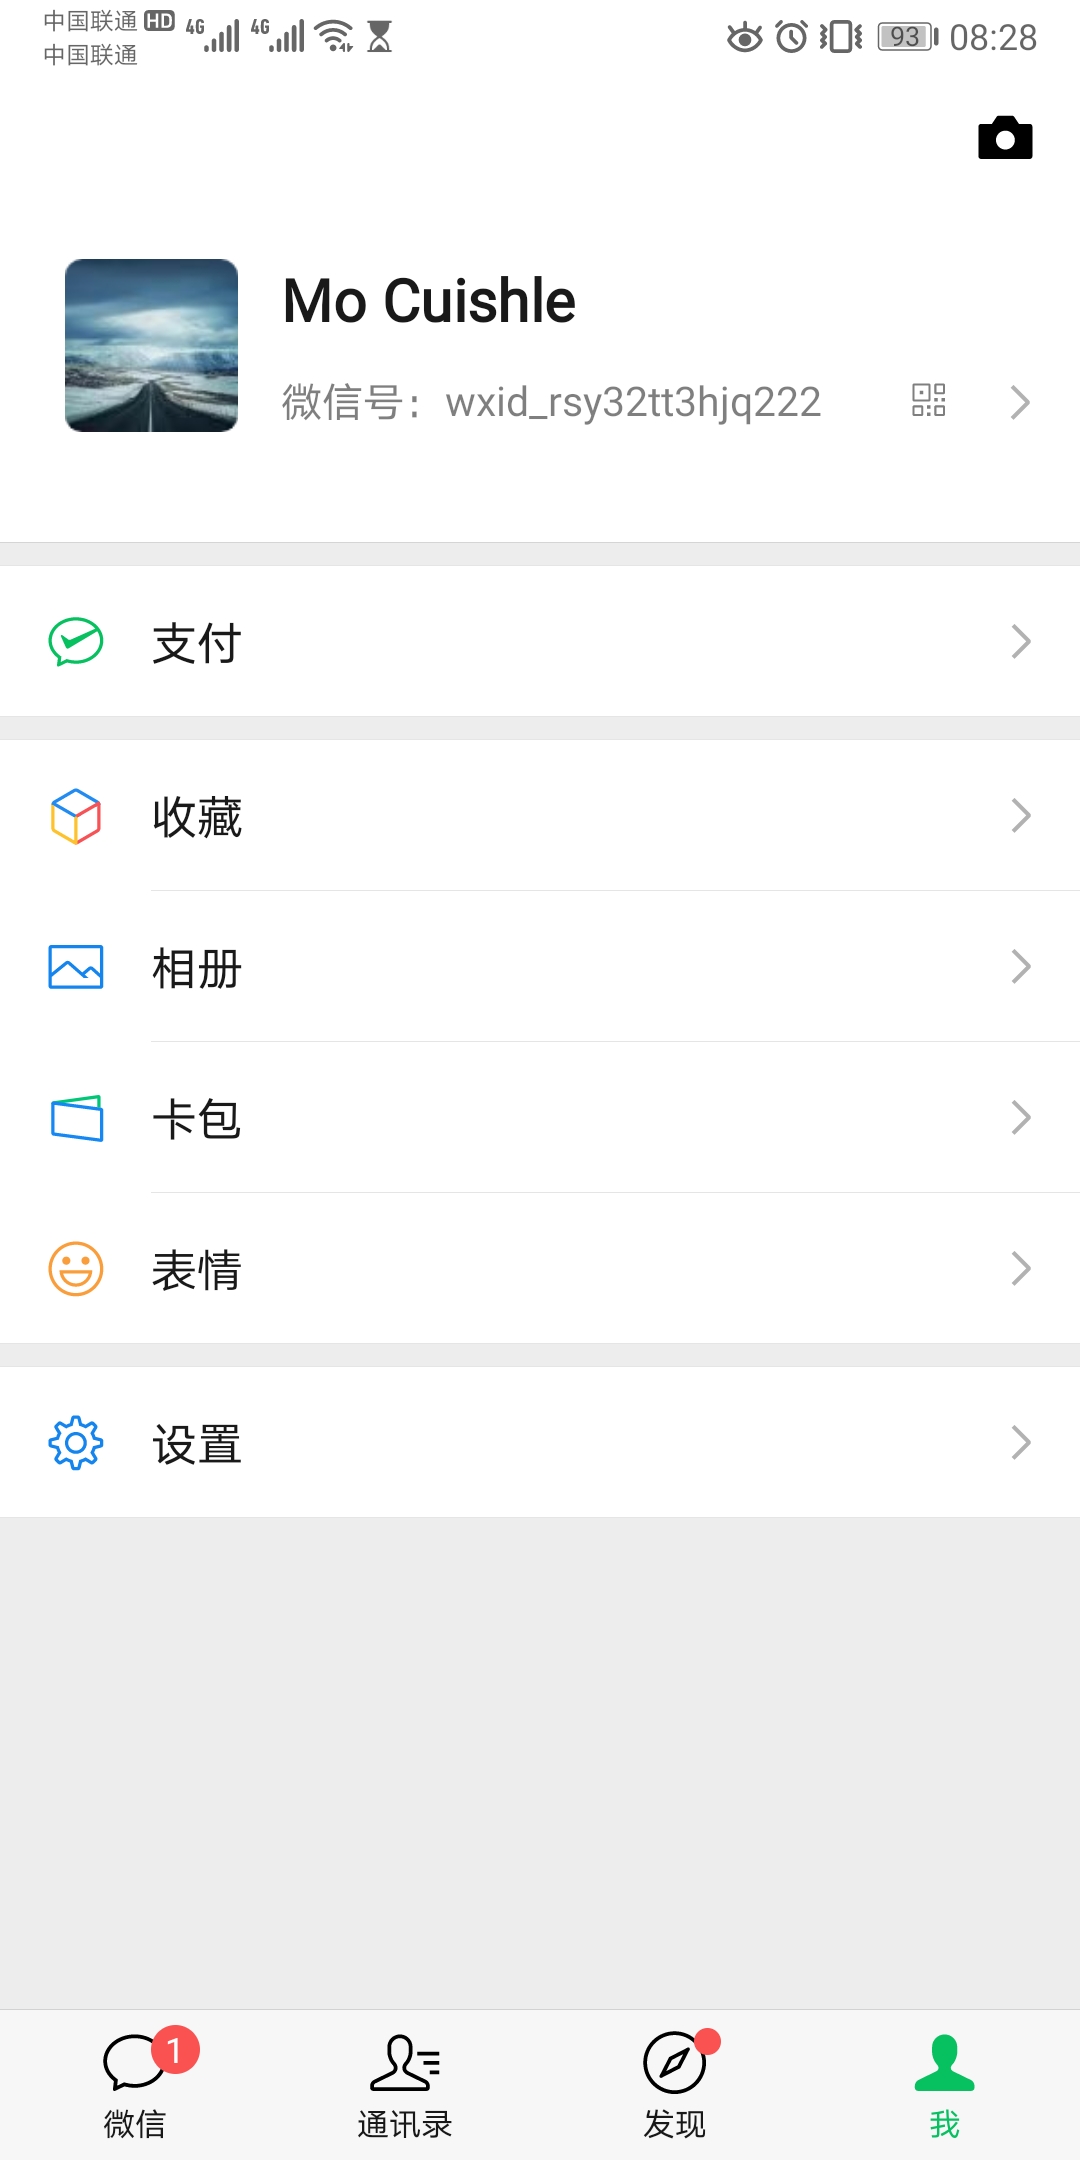 中国联通 HD 4G 4G 93 08:28
中国联通
Mo Cuishle
微信号：wxid_rsy32tt3hjq222
支付
收藏
相册
卡包
表情
设置
1
微信 通讯录 发现 我